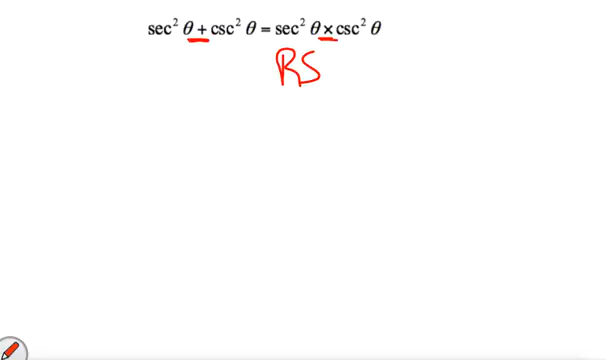 sec² θ + csc² θ = sec² θ × csc² θ
RS